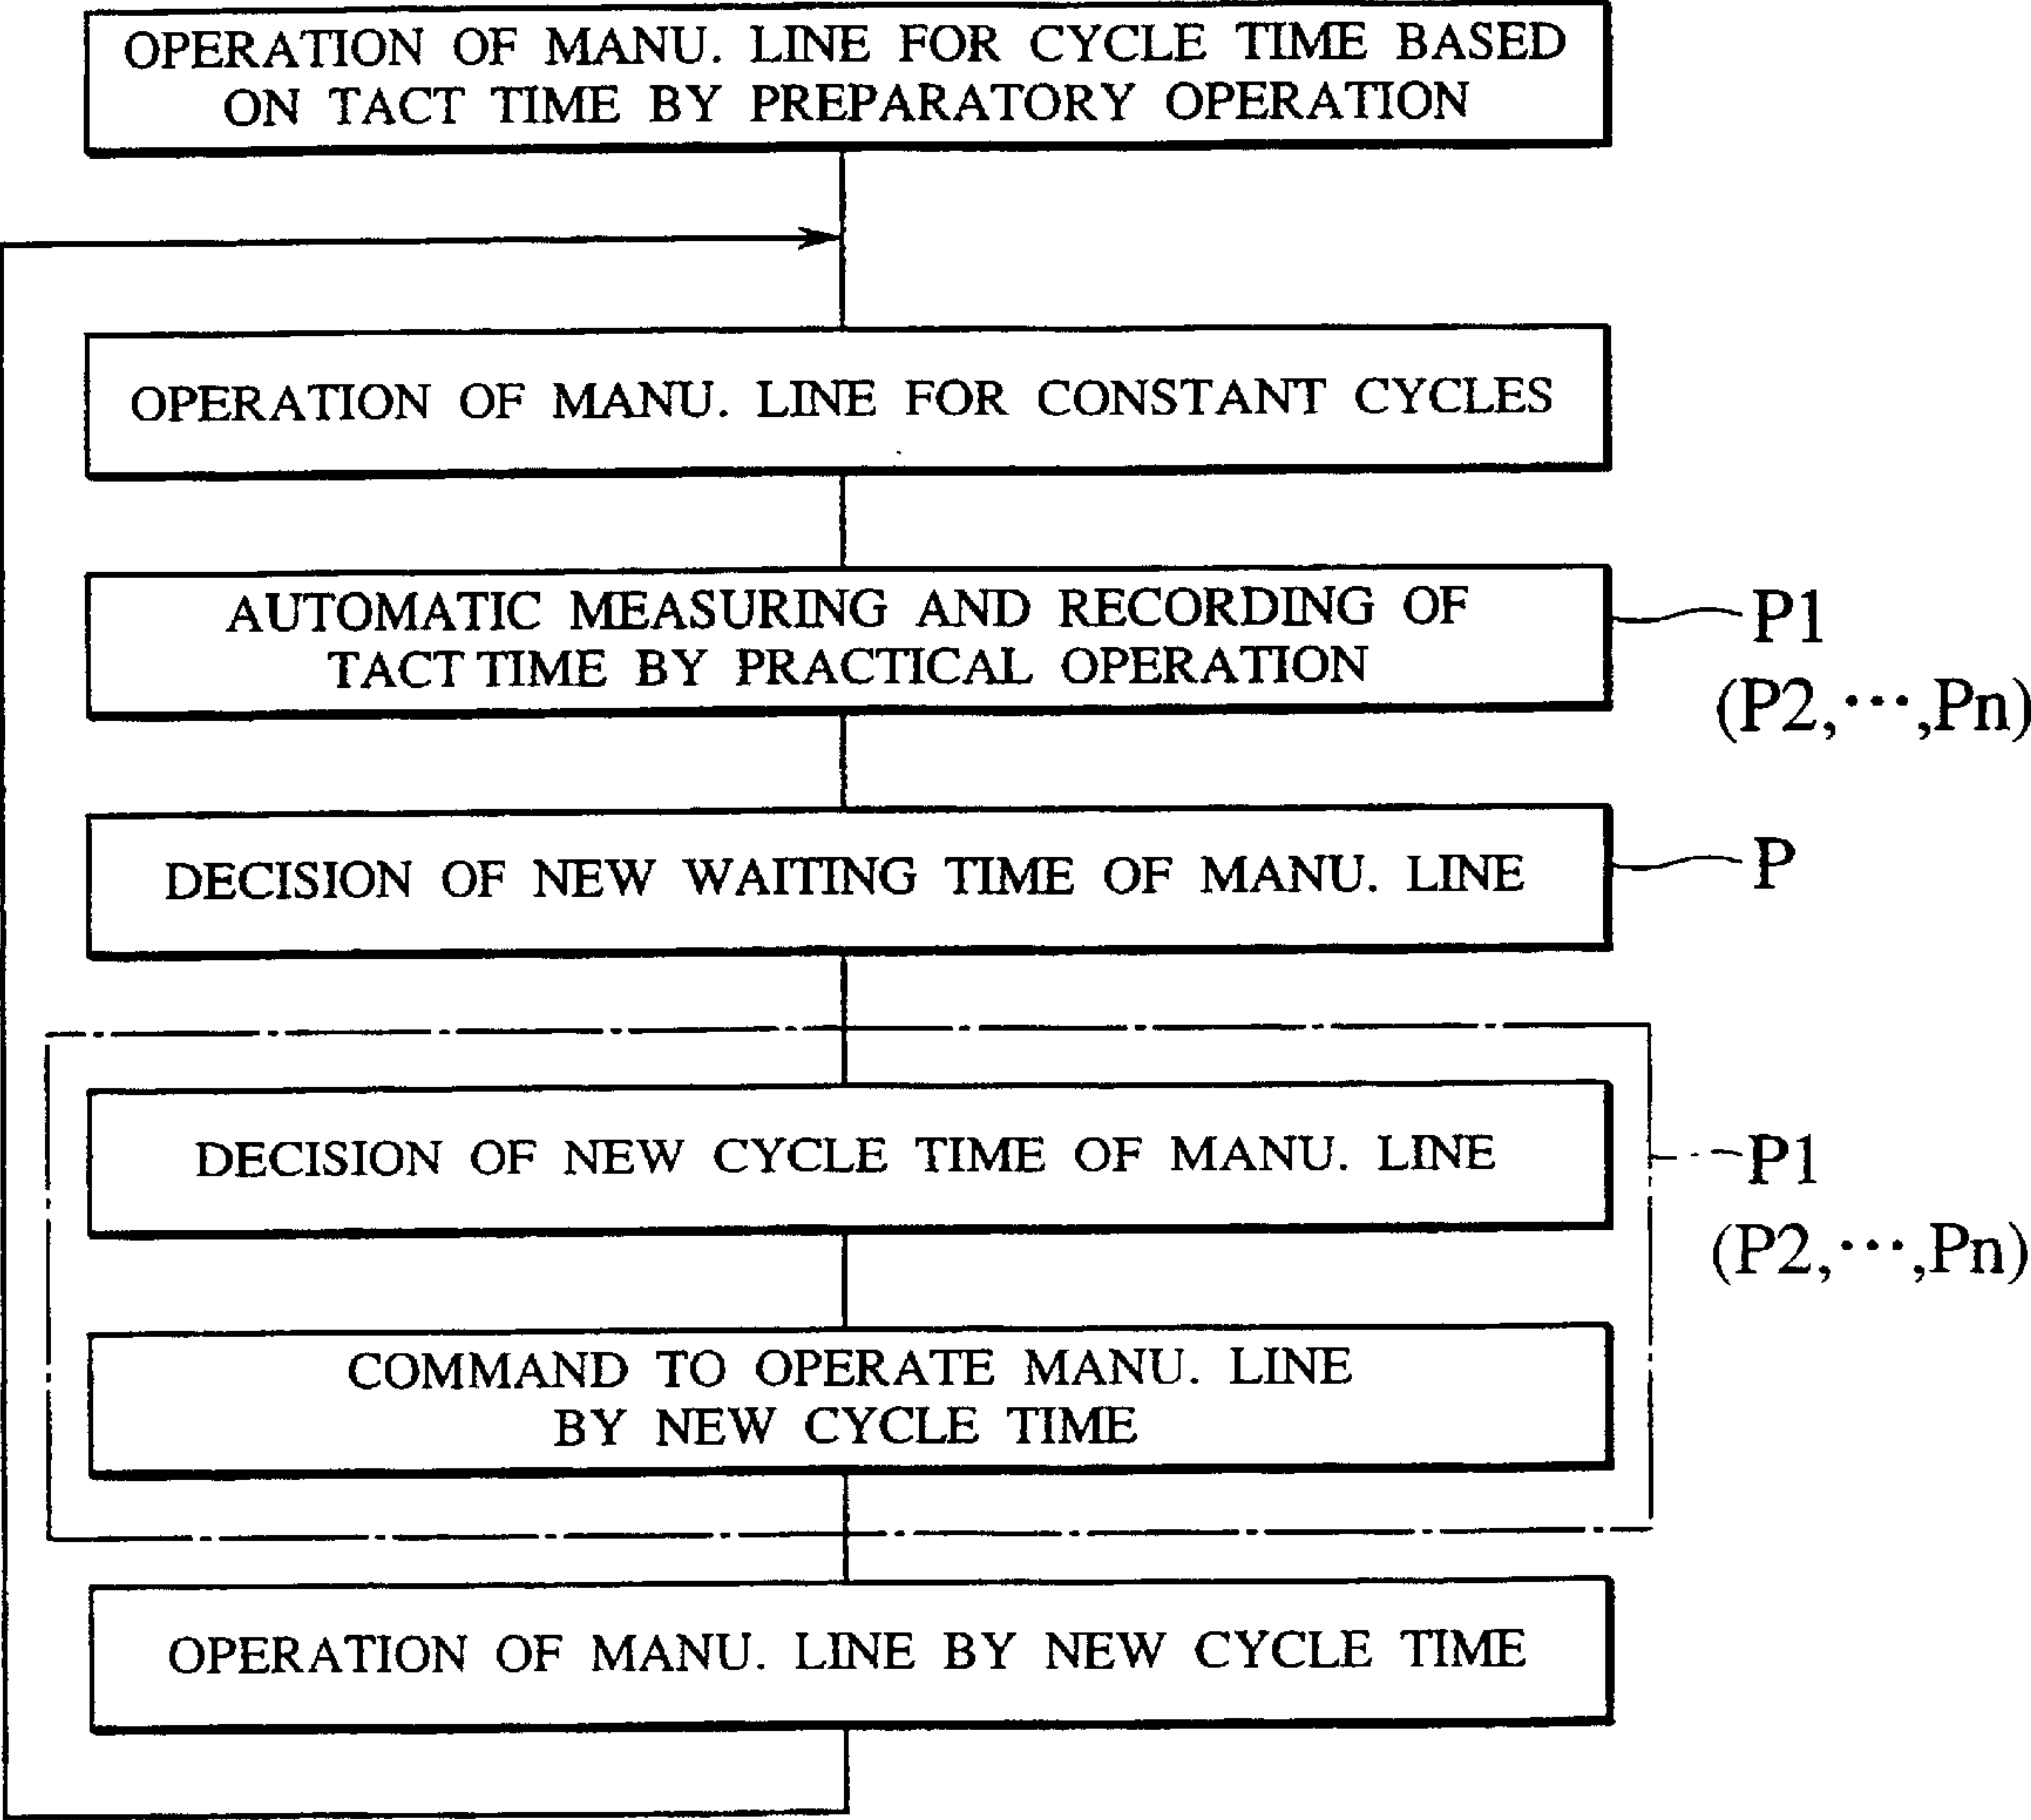 OPERATION OF MANU. LINE FOR CYCLE TIME BASED
ON TACT TIME BY PREPARATORY OPERATION
OPERATION OF MANU. LINE FOR CONSTANT CYCLES
AUTOMATIC MEASURING AND RECORDING OF
TACT TIME BY PRACTICAL OPERATION
P1
(P2,···,Pn)
DECISION OF NEW WAITING TIME OF MANU. LINE
P
DECISION OF NEW CYCLE TIME OF MANU. LINE
P1
(P2,···,Pn)
COMMAND TO OPERATE MANU. LINE
BY NEW CYCLE TIME
OPERATION OF MANU. LINE BY NEW CYCLE TIME